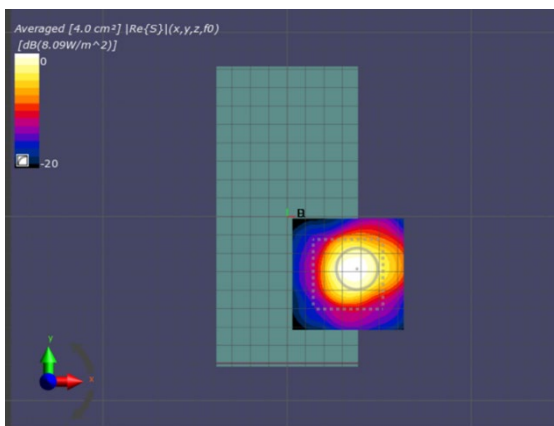 Averaged [4.0 cm²] |Re{S}|(x,y,z,f0)
[dB(8.09W/m^2)]
0
-20
Y
x